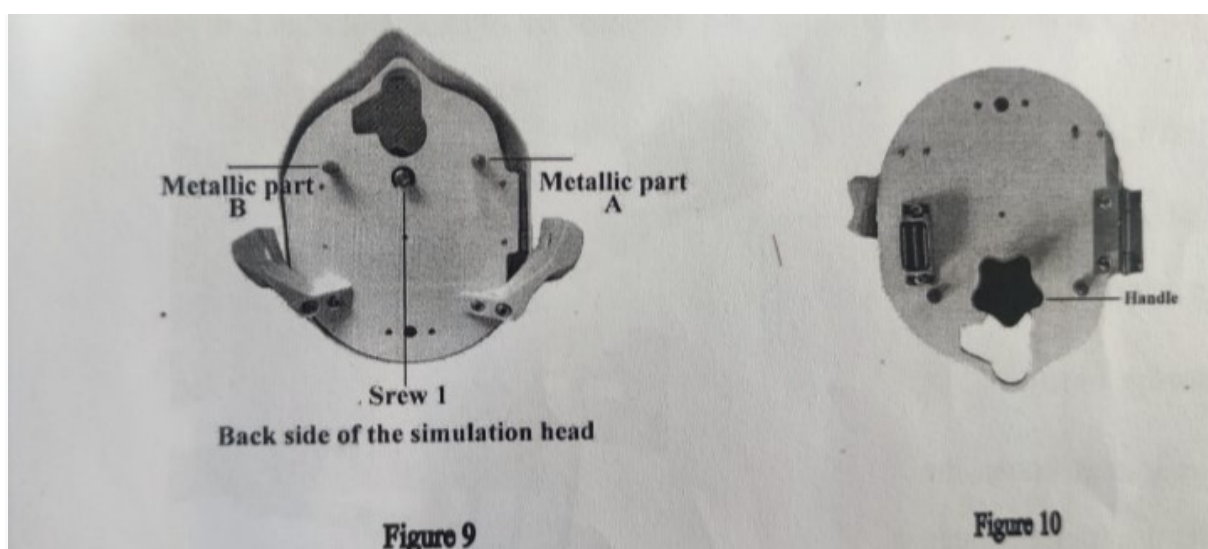 Metallic part
B
Metallic part
A
Srew 1
Back side of the simulation head
Figure 9
Handle
Figure 10